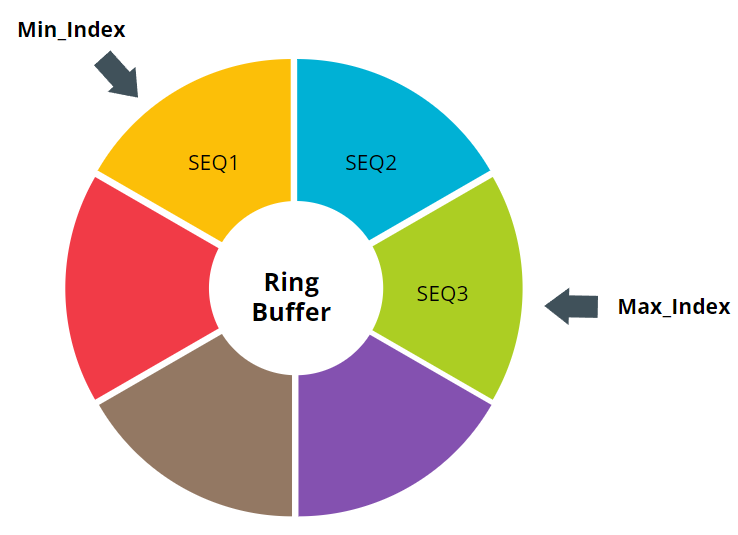 Min_Index
SEQ1
SEQ2
Ring
Buffer
SEQ3
Max_Index